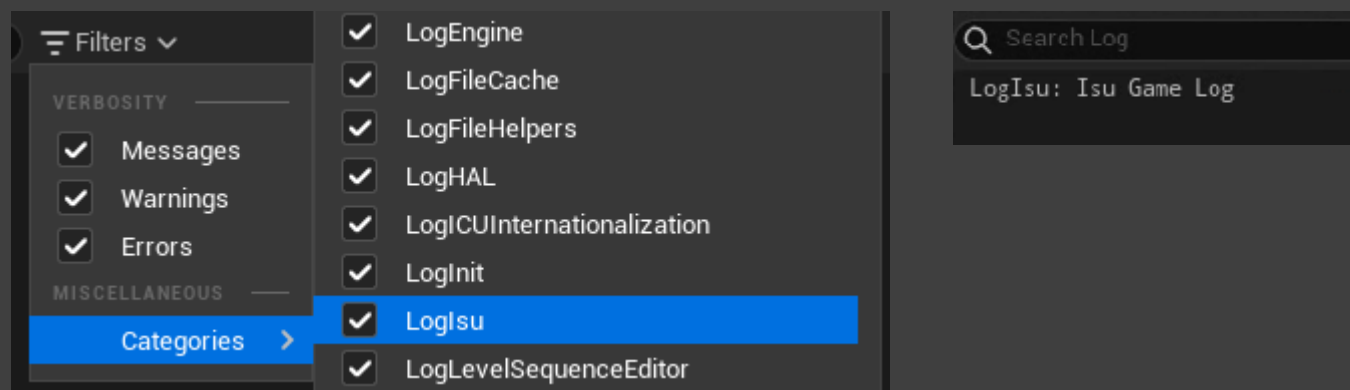 Filters
VERBOSITY
Messages
Warnings
Errors
MISCELLANEOUS
Categories
LogEngine
LogFileCache
LogFileHelpers
LogHAL
LogICUInternationalization
LogInit
LogIsu
LogLevelSequenceEditor
Search Log
LogIsu: Isu Game Log